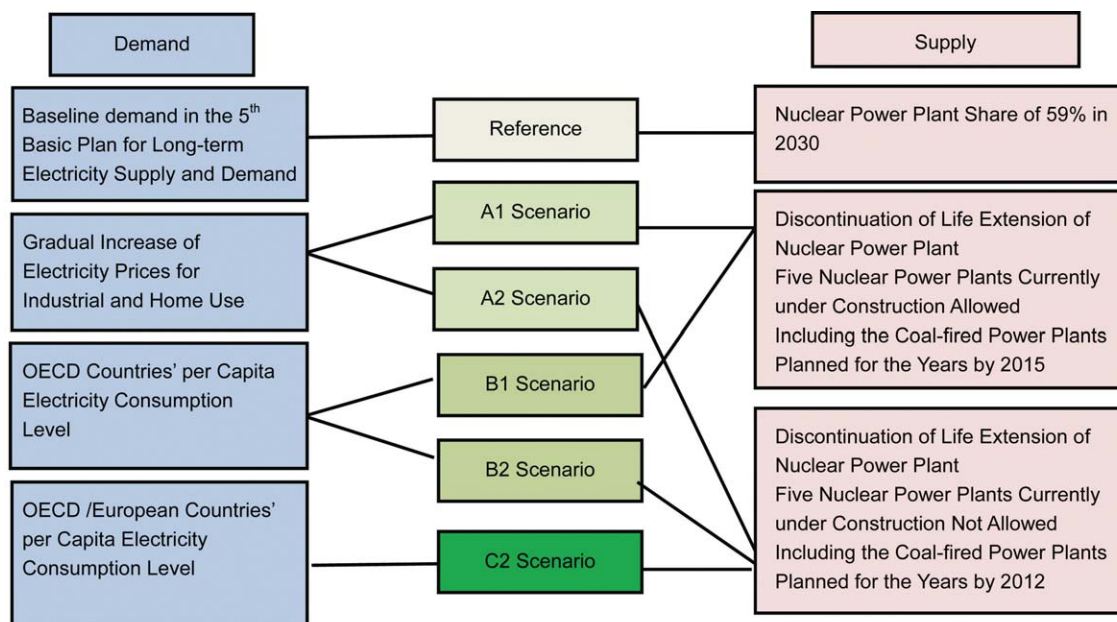 Demand
Baseline demand in the 5th
Basic Plan for Long-term
Electricity Supply and Demand
Gradual Increase of
Electricity Prices for
Industrial and Home Use
OECD Countries' per Capita
Electricity Consumption
Level
OECD /European Countries'
per Capita Electricity
Consumption Level
Reference
A1 Scenario
A2 Scenario
B1 Scenario
B2 Scenario
C2 Scenario
Supply
Nuclear Power Plant Share of 59% in
2030
Discontinuation of Life Extension of
Nuclear Power Plant
Five Nuclear Power Plants Currently
under Construction Allowed
Including the Coal-fired Power Plants
Planned for the Years by 2015
Discontinuation of Life Extension of
Nuclear Power Plant
Five Nuclear Power Plants Currently
under Construction Not Allowed
Including the Coal-fired Power Plants
Planned for the Years by 2012